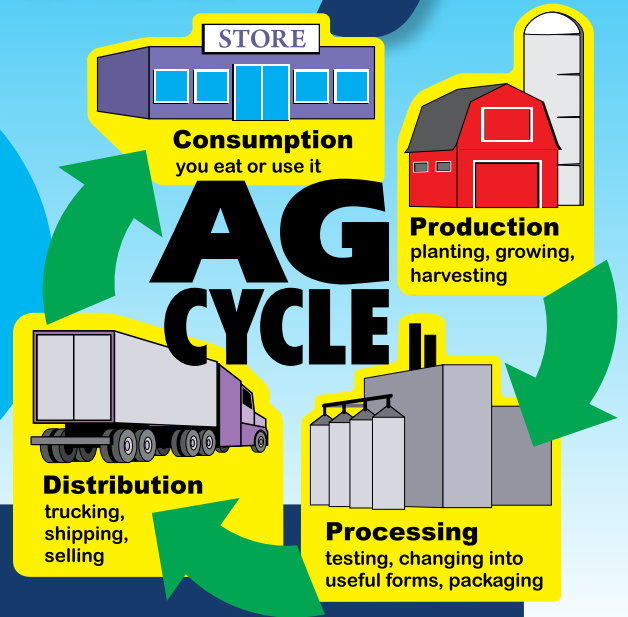 STORE
Consumption
you eat or use it
AG
CYCLE
Production
planting, growing,
harvesting
Processing
testing, changing into
useful forms, packaging
Distribution
trucking,
shipping,
selling